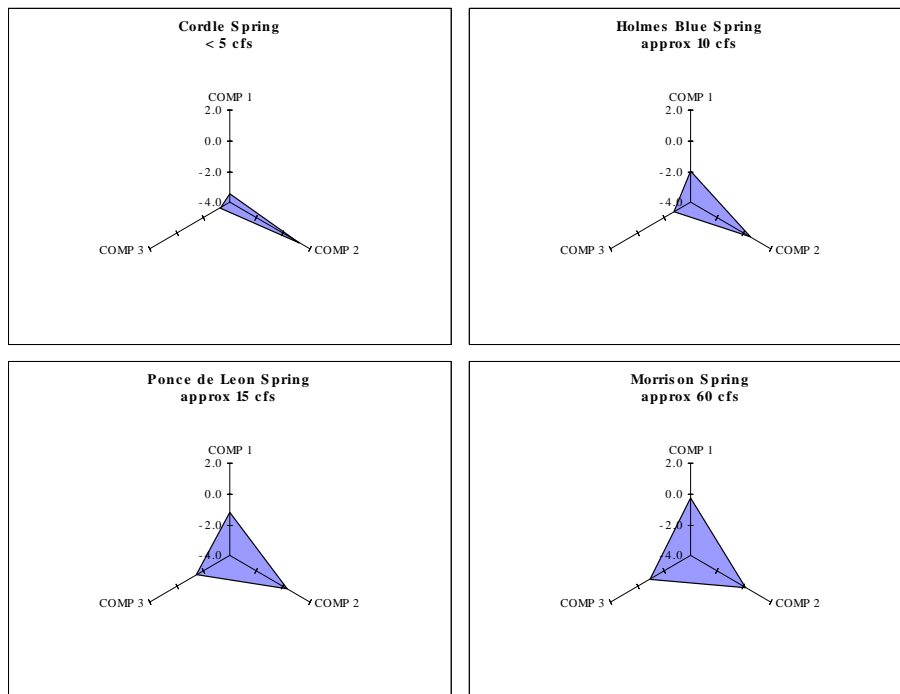 Cordle Spring
< 5 cfs
COMP 1
2.0
0.0
-2.0
-4.0
COMP 3
COMP 2
Holmes Blue Spring
approx 10 cfs
COMP 1
2.0
0.0
-2.0
-4.0
COMP 3
COMP 2
Ponce de Leon Spring
approx 15 cfs
COMP 1
2.0
0.0
-2.0
-4.0
COMP 3
COMP 2
Morrison Spring
approx 60 cfs
COMP 1
2.0
0.0
-2.0
-4.0
COMP 3
COMP 2